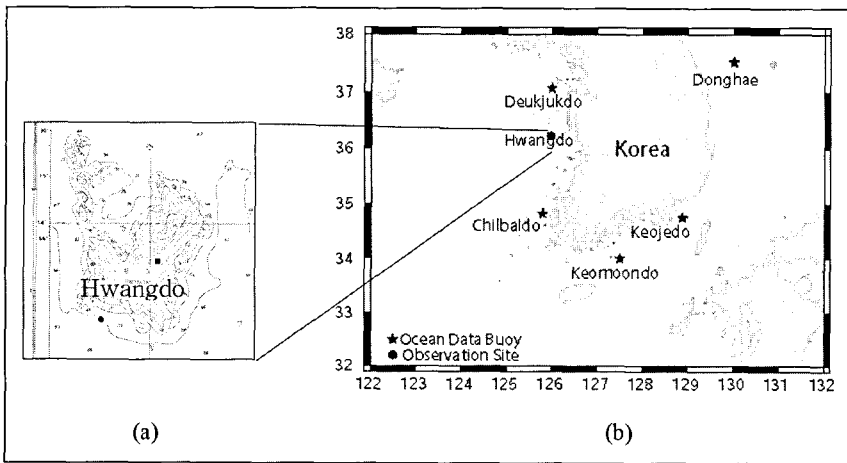 38
37
36
35
34
33
32
122 123 124 125 126 127 128 129 130 131 132
Donghae
Deukjukdo
Hwangdo
Korea
Chilbaldo
Keojedo
Keomoondo
Ocean Data Buoy
Observation Site
Hwangdo
(a)
(b)